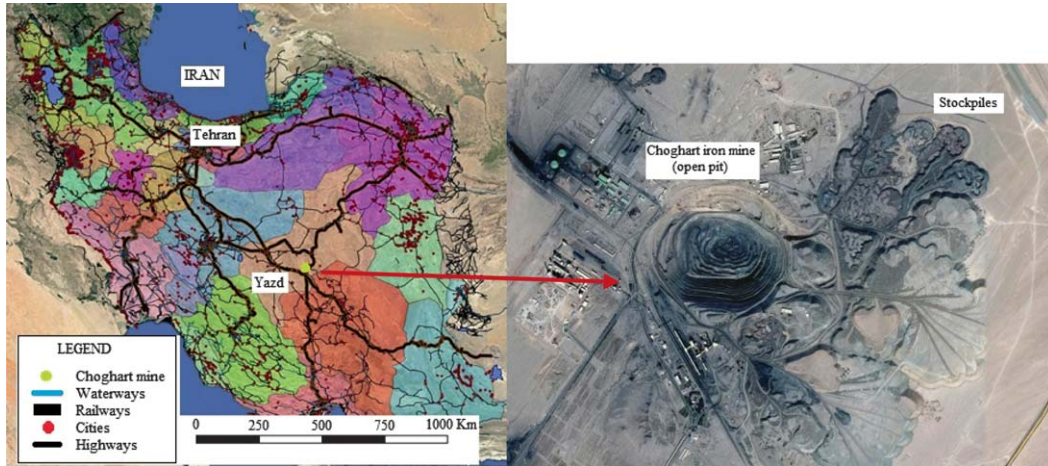 IRAN
Tehran
Yazd
LEGEND
Choghart mine
Waterways
Railways
Cities
Highways
0 250 500 750 1000 Km
Choghart iron mine
(open pit)
Stockpiles